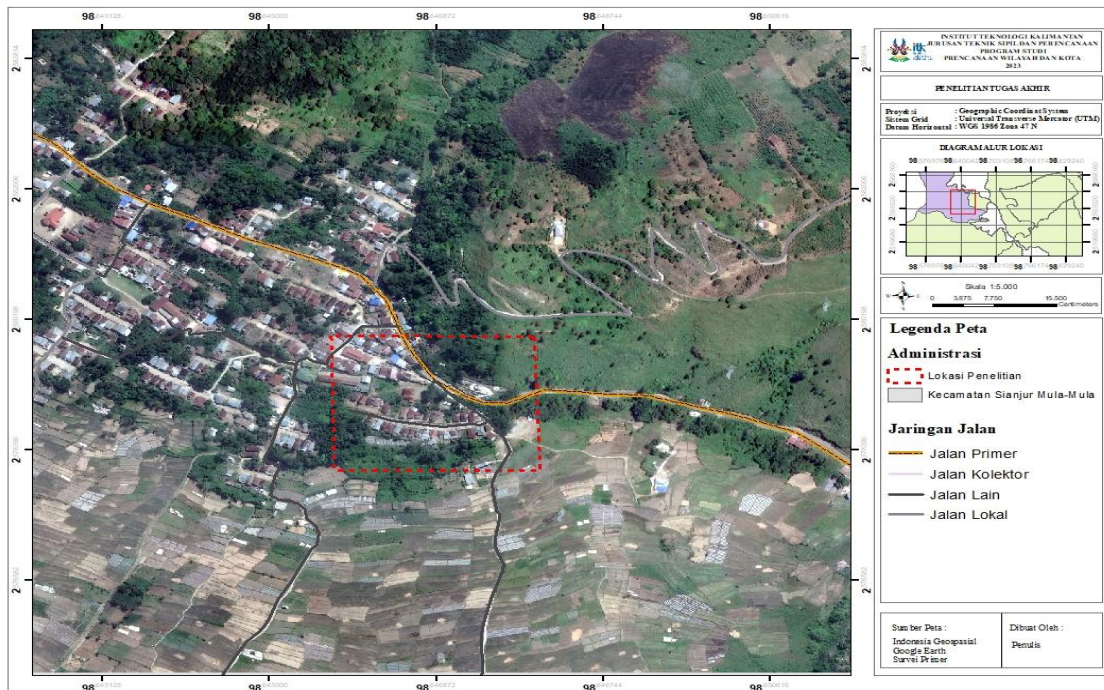 INSTITUT TEKNOLOGI KALIMANTAN
JURUSAN TEKNIK SIPIL DAN PERENCANAAN
PROGRAM STUDI
PRENCANAAN WILAYAH DAN KOTA
2023
PENELITIAN TUGAS AKHIR
Proyeksi : Geographic Coordinat System
Sistem Grid : Universal Transverse Mercator (UTM)
Datum Horizontal : WGS 1986 Zona 47 N
DIAGRAM ALUR LOKASI
Skala 1:5.000
0 3.875 7.750 15.500
Centimeters
Legenda Peta
Administrasi
Lokasi Penelitian
Kecamatan Sianjur Mula-Mula
Jaringan Jalan
Jalan Primer
Jalan Kolektor
Jalan Lain
Jalan Lokal
Sumber Peta :
Indonesia Geospasial
Google Earth
Survei Primer
Dibuat Oleh :
Penulis